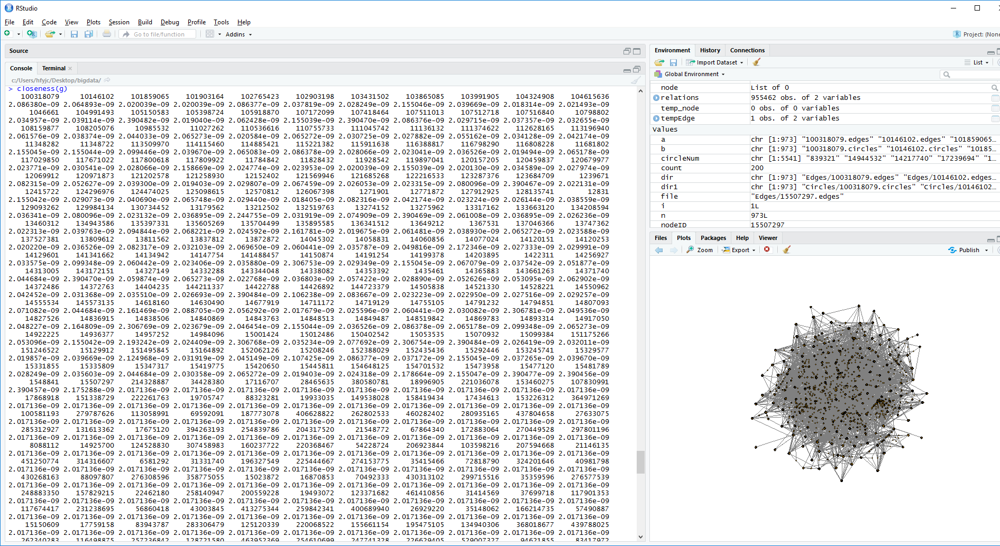 RStudio
File Edit Code View Plots Session Build Debug Profile Tools Help
Go to file/function Addins Project: (None
Source
Console Terminal
c:/Users/hfyjc/Desktop/bigdata/
> closeness(g)
100318079 10146102 101859065 101903164 102765423 102903198 103431502 103865085 103991905 104324908 104615636
2.086380e-09 2.064893e-09 2.020039e-09 2.020039e-09 2.086377e-09 2.037819e-09 2.028249e-09 2.155046e-09 2.039669e-09 2.018314e-09 2.021493e-09
1046661 104991493 105150583 105398724 105918870 107172099 107418464 107511013 107512718 107516840 10798802
2.034957e-09 2.039114e-09 2.390482e-09 2.019040e-09 2.062428e-09 2.155039e-09 2.390470e-09 2.086376e-09 2.029715e-09 2.037357e-09 2.032655e-09
108159877 108205076 10985532 11027262 110536616 110755733 111045742 11136132 111374622 112628165 113196940
2.061576e-09 2.038374e-09 2.044033e-09 2.065273e-09 2.020584e-09 2.065272e-09 2.030725e-09 2.027882e-09 2.055162e-09 2.034128e-09 2.042174e-09
11348282 11348722 113509970 114115460 114885421 115221382 115911638 116388817 116798290 116808228 11681802
2.155045e-09 2.155044e-09 2.099446e-09 2.039670e-09 2.065083e-09 2.086378e-09 2.028066e-09 2.023041e-09 2.036526e-09 2.019494e-09 2.065178e-09
117029850 117671022 117800618 117809922 11784842 11828432 11928542 119897041 120157205 120459837 120679977
2.023771e-09 2.030541e-09 2.028066e-09 2.158669e-09 2.024774e-09 2.023953e-09 2.020039e-09 2.155039e-09 2.020130e-09 2.034589e-09 2.027974e-09
12069912 120971873 121202578 121258930 12152402 121569946 121685268 122216533 123287376 123684709 1239671
2.082315e-09 2.052627e-09 2.039300e-09 2.019403e-09 2.029807e-09 2.067459e-09 2.026053e-09 2.023315e-09 2.080096e-09 2.390467e-09 2.022131e-09
12415722 124296976 124474025 125098615 12570812 126067398 1271901 12771872 127912925 128135741 12831
2.155042e-09 2.029073e-09 2.040690e-09 2.065748e-09 2.029440e-09 2.018405e-09 2.082316e-09 2.042174e-09 2.023224e-09 2.026144e-09 2.038559e-09
129093262 129984134 130734452 13179562 13212502 132519763 13274152 13275962 13317162 133663120 134208594
2.036341e-09 2.080096e-09 2.023132e-09 2.036895e-09 2.244755e-09 2.031919e-09 2.074909e-09 2.390469e-09 2.061008e-09 2.036895e-09 2.026236e-09
13460312 134943586 135397331 135605269 135704499 135895585 136341512 13649212 1367531 137046366 13747362
2.022313e-09 2.039763e-09 2.094844e-09 2.068221e-09 2.024592e-09 2.161781e-09 2.019675e-09 2.061481e-09 2.038930e-09 2.065272e-09 2.023588e-09
137527381 13809612 13811562 13837812 13872872 14045302 14058831 14060856 14077024 14120151 14120253
2.020220e-09 2.036526e-09 2.082317e-09 2.032103e-09 2.069650e-09 2.060441e-09 2.035787e-09 2.049816e-09 2.172346e-09 2.027333e-09 2.029991e-09
14129601 141341662 14134942 14147754 141488457 14150874 14191254 14199378 14203895 1422311 14256927
2.033575e-09 2.099348e-09 2.060442e-09 2.023406e-09 2.035880e-09 2.306753e-09 2.029349e-09 2.155045e-09 2.067079e-09 2.037542e-09 2.051877e-09
14313005 143172151 14327149 14332288 143344048 14338082 14353392 1435461 14365883 143661263 14371740
2.044684e-09 2.390470e-09 2.059874e-09 2.065273e-09 2.022768e-09 2.036803e-09 2.057422e-09 2.028890e-09 2.052626e-09 2.053095e-09 2.062902e-09
14372486 14372763 14404235 144211337 14422788 14426892 144723379 14505838 14521330 14528221 14550962
2.042452e-09 2.031368e-09 2.035510e-09 2.026693e-09 2.390484e-09 2.106238e-09 2.083667e-09 2.023223e-09 2.022950e-09 2.027516e-09 2.029257e-09
14555534 145573135 14618160 14630490 14677919 14711172 14719129 14755105 14791232 14794851 14807093
2.071082e-09 2.044684e-09 2.161469e-09 2.088705e-09 2.056292e-09 2.017679e-09 2.025596e-09 2.060441e-09 2.030082e-09 2.306781e-09 2.049536e-09
14827526 14836915 14838506 14840869 14843763 14848513 14849487 148519842 14869783 14893314 14917050
2.048227e-09 2.164809e-09 2.306769e-09 2.023679e-09 2.046454e-09 2.155044e-09 2.036526e-09 2.086378e-09 2.065178e-09 2.099348e-09 2.065273e-09
14922225 14936377 14957252 14984096 15001424 15012486 150402542 15053535 15070932 15099384 151175266
2.053096e-09 2.155042e-09 2.193242e-09 2.024409e-09 2.306768e-09 2.035234e-09 2.077692e-09 2.306754e-09 2.390484e-09 2.026419e-09 2.032011e-09
151246522 15129912 151495845 15164892 152062126 15208246 152388029 152435436 15292446 153245741 15329577
2.019857e-09 2.039669e-09 2.124968e-09 2.031919e-09 2.045149e-09 2.107425e-09 2.086377e-09 2.037172e-09 2.155045e-09 2.037265e-09 2.039670e-09
15331855 15335809 15347317 15419775 15420650 15445811 154648125 154701532 15473958 15477120 15481789
2.028249e-09 2.035603e-09 2.044684e-09 2.030358e-09 2.065272e-09 2.019403e-09 2.024318e-09 2.178664e-09 2.155047e-09 2.390477e-09 2.390456e-09
1548841 15507297 214328887 34428380 17116707 28465635 380580781 18996905 221036078 153460275 107830991
2.390457e-09 2.175288e-09 2.017136e-09 2.017136e-09 2.017136e-09 2.017136e-09 2.017136e-09 2.017136e-09 2.017136e-09 2.017136e-09 2.017136e-09
17868918 151338729 222261763 19705747 88323281 19933035 149538028 158419434 17434613 153226312 364971269
2.017136e-09 2.017136e-09 2.017136e-09 2.017136e-09 2.017136e-09 2.017136e-09 2.017136e-09 2.017136e-09 2.017136e-09 2.017136e-09 2.017136e-09
100581193 279787626 113058991 69592091 187773078 406628822 262802533 460282402 280935165 437804658 27633075
2.017136e-09 2.017136e-09 2.017136e-09 2.017136e-09 2.017136e-09 2.017136e-09 2.017136e-09 2.017136e-09 2.017136e-09 2.017136e-09 2.017136e-09
285312927 131613362 17675120 394263193 254839786 204317520 21548772 67864340 172883064 270449528 297801196
2.017136e-09 2.017136e-09 2.017136e-09 2.017136e-09 2.017136e-09 2.017136e-09 2.017136e-09 2.017136e-09 2.017136e-09 2.017136e-09 2.017136e-09
8088112 14925700 124528830 307458983 160237722 220368467 54228724 206923844 103598216 207594668 21146135
2.017136e-09 2.017136e-09 2.017136e-09 2.017136e-09 2.017136e-09 2.017136e-09 2.017136e-09 2.017136e-09 2.017136e-09 2.017136e-09 2.017136e-09
451250774 314316607 6581292 31331740 196327549 225444667 274153775 35415466 72818790 324201646 40981798
2.017136e-09 2.017136e-09 2.017136e-09 2.017136e-09 2.017136e-09 2.017136e-09 2.017136e-09 2.017136e-09 2.017136e-09 2.017136e-09 2.017136e-09
430268163 88097807 276308596 358775055 15023872 16870853 70492333 430313102 299715516 35359596 276577539
2.017136e-09 2.017136e-09 2.017136e-09 2.017136e-09 2.017136e-09 2.017136e-09 2.017136e-09 2.017136e-09 2.017136e-09 2.017136e-09 2.017136e-09
248883350 157829215 22462180 258140947 200559228 19493072 123371682 461410856 31414569 37699718 117901353
2.017136e-09 2.017136e-09 2.017136e-09 2.017136e-09 2.017136e-09 2.017136e-09 2.017136e-09 2.017136e-09 2.017136e-09 2.017136e-09 2.017136e-09
117674417 231238695 56860418 43003845 413275344 259842341 400689940 26929220 35148062 166214735 57490887
2.017136e-09 2.017136e-09 2.017136e-09 2.017136e-09 2.017136e-09 2.017136e-09 2.017136e-09 2.017136e-09 2.017136e-09 2.017136e-09 2.017136e-09
15150609 17759158 83943787 283306479 125120339 220068522 155661154 195475105 134940306 368018677 439788025
2.017136e-09 2.017136e-09 2.017136e-09 2.017136e-09 2.017136e-09 2.017136e-09 2.017136e-09 2.017136e-09 2.017136e-09 2.017136e-09 2.017136e-09
262340283 116498875 257236842 128721580 463952369 254610699 247741328 226629405 529007327 94621855 83417972
Environment History Connections
Import Dataset List
Global Environment
node List of 0
relations 955462 obs. of 2 variables
temp_node 0 obs. of 0 variables
tempEdge 1 obs. of 2 variables
Values
a chr [1:973] "100318079.edges" "10146102.edges" "101859065…
b chr [1:973] "100318079.circles" "10146102.circles" "10185…
circleNum chr [1:5541] "839321" "14944532" "14217740" "17239694" "1…
count 200
dir chr [1:973] "Edges/100318079.edges" "Edges/10146102.edges…
dir1 chr [1:973] "Circles/100318079.circles" "Circles/10146102…
file "Edges/15507297.edges"
i 1L
n 973L
nodeID 15507297
Files Plots Packages Help Viewer
Zoom Export Publish